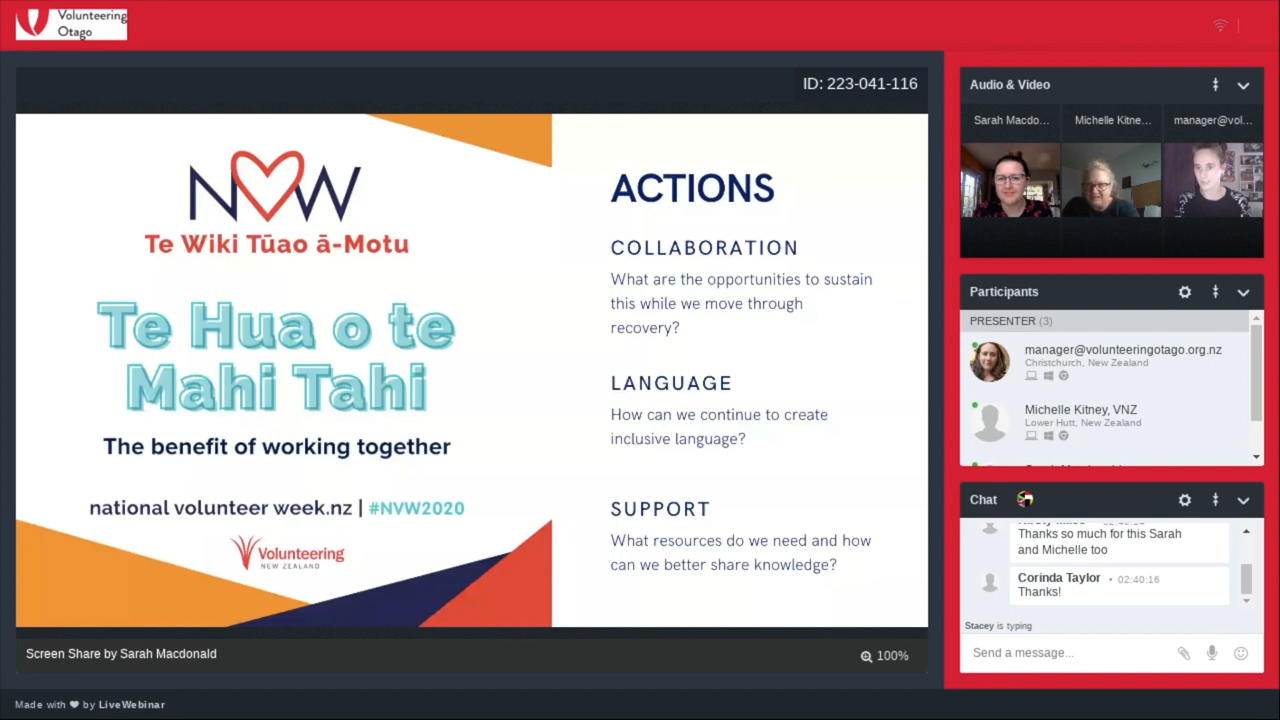 Volunteering
Otago
ID: 223-041-116
NVW
Te Wiki Tūao ā-Motu
Te Hua o te
Mahi Tahi
The benefit of working together
national volunteer week.nz | #NVW2020
Volunteering
NEW ZEALAND
ACTIONS
COLLABORATION
What are the opportunities to sustain
this while we move through
recovery?
LANGUAGE
How can we continue to create
inclusive language?
SUPPORT
What resources do we need and how
can we better share knowledge?
Screen Share by Sarah Macdonald
100%
Audio & Video
Sarah Macdo...
Michelle Kitne...
manager@vol...
Participants
PRESENTER (3)
manager@volunteeringotago.org.nz
Christchurch, New Zealand
Michelle Kitney, VNZ
Lower Hutt, New Zealand
Chat
Thanks so much for this Sarah
and Michelle too
Corinda Taylor • 02:40:16
Thanks!
Stacey is typing
Send a message...
Made with ❤ by LiveWebinar